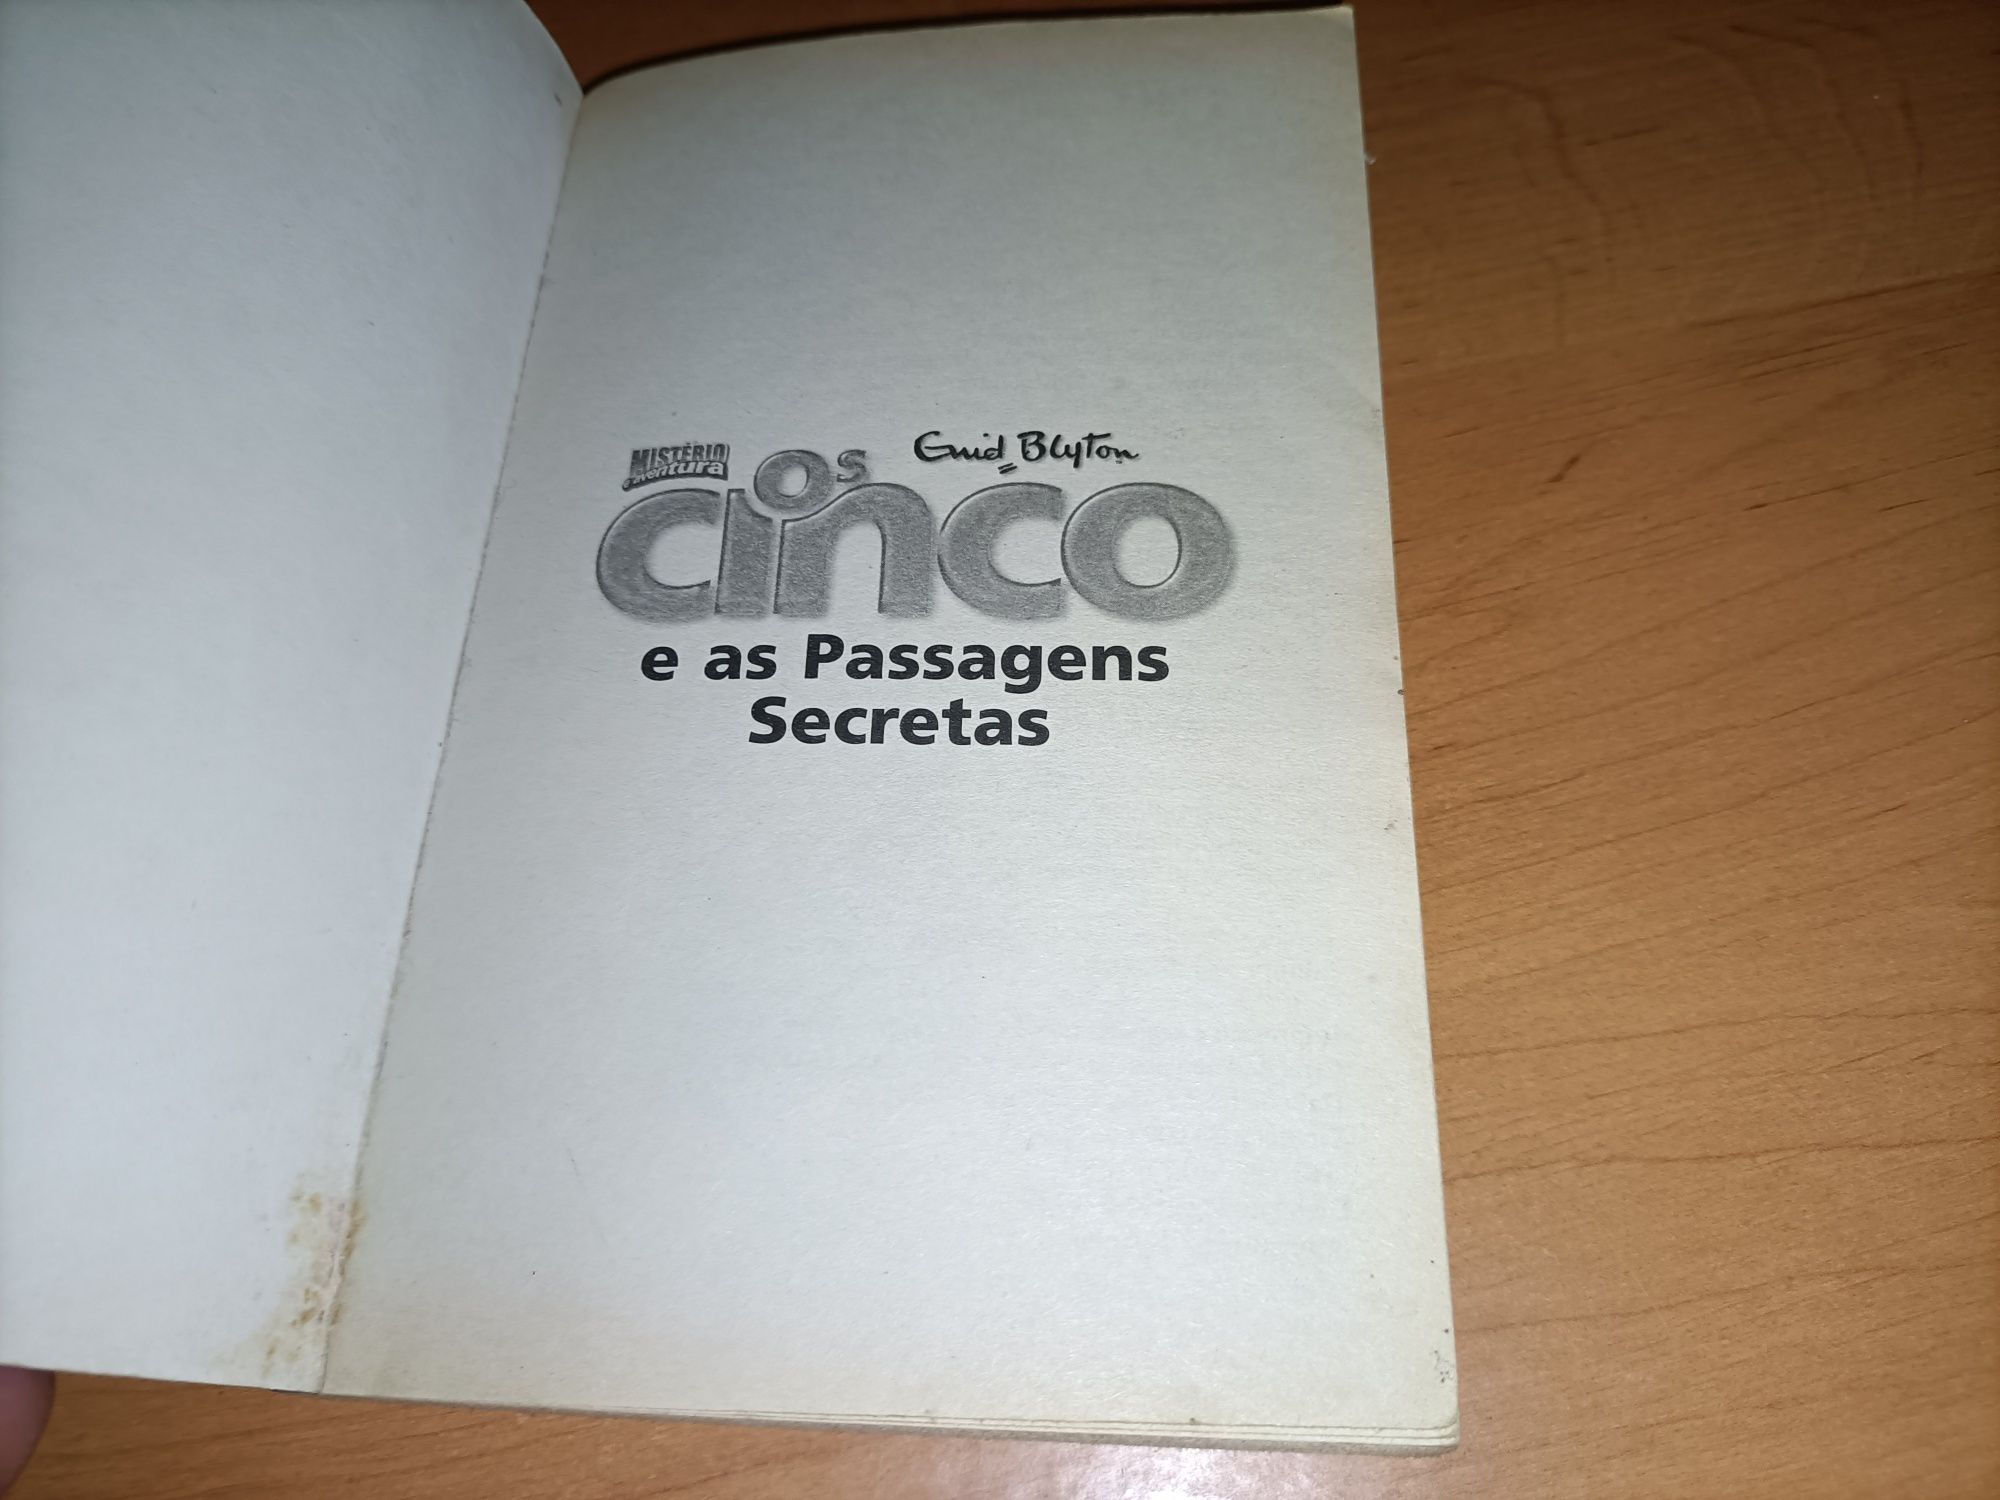 MISTÉRIO
e aventura
Enid Blyton
os
cinco
e as Passagens
Secretas